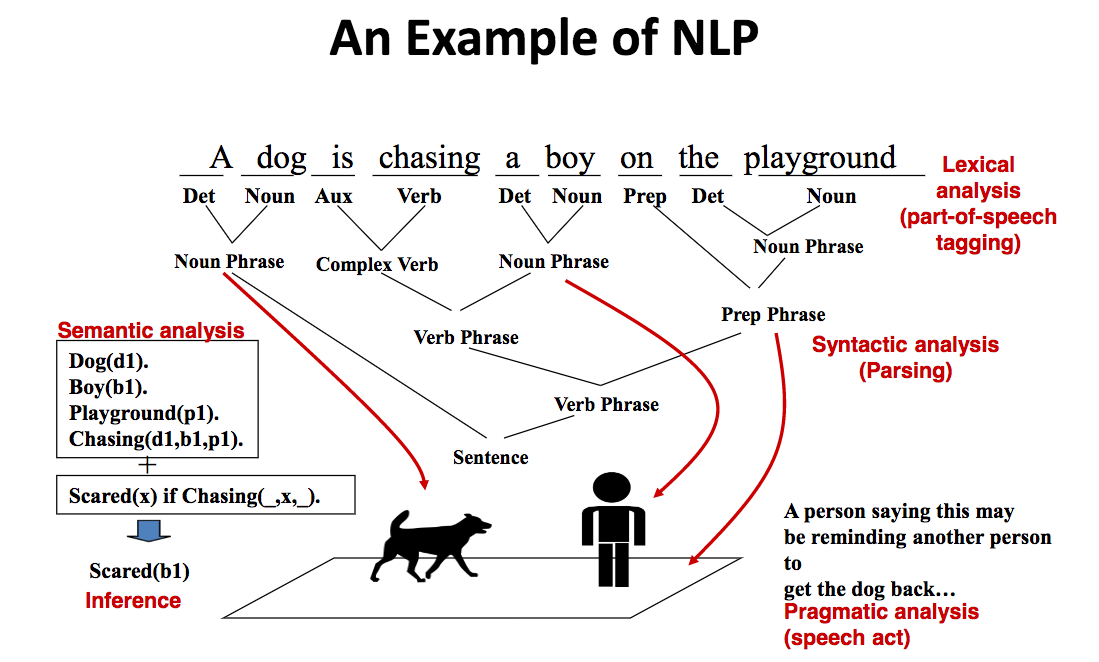 An Example of NLP
A dog is chasing a boy on the playground
Det Noun Aux Verb Det Noun Prep Det Noun
Lexical
analysis
(part-of-speech
tagging)
Noun Phrase Complex Verb Noun Phrase Noun Phrase
Prep Phrase
Verb Phrase
Syntactic analysis
(Parsing)
Verb Phrase
Sentence
Semantic analysis
Dog(d1).
Boy(b1).
Playground(p1).
Chasing(d1,b1,p1).
+
Scared(x) if Chasing(_,x,_).
Scared(b1)
Inference
A person saying this may
be reminding another person
to
get the dog back…
Pragmatic analysis
(speech act)